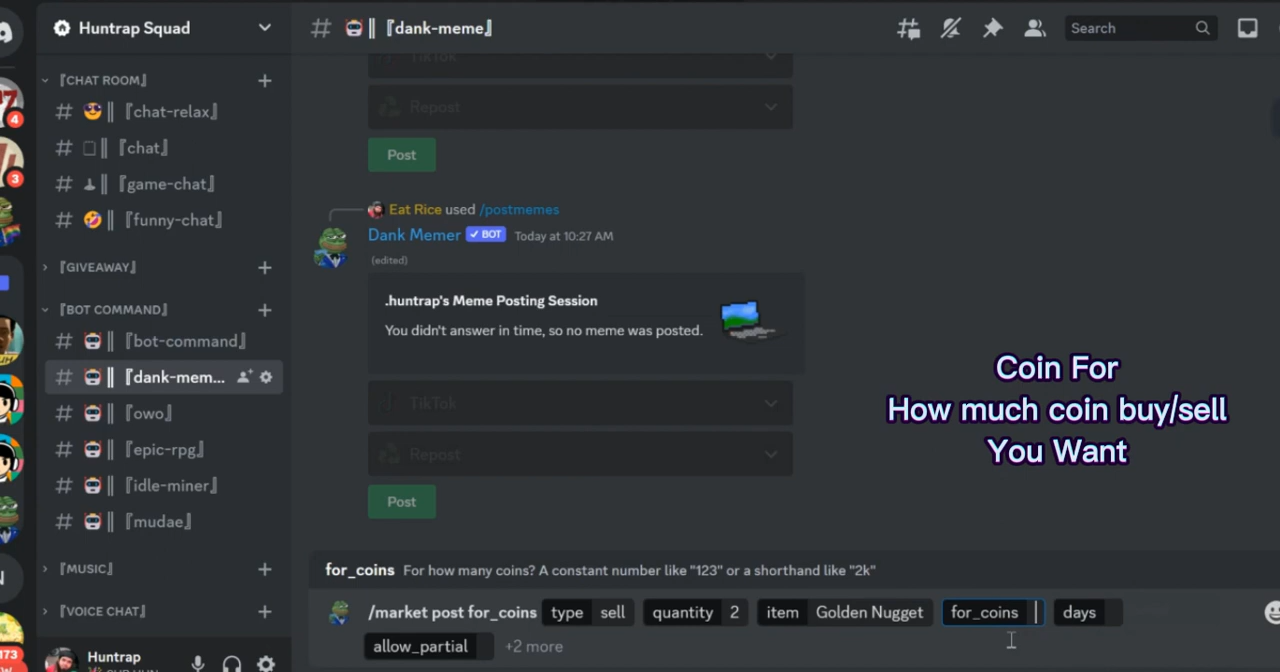 Huntrap Squad
# 🤖║『dank-meme』
Search
『CHAT ROOM』
# 😎║『chat-relax』
# ║『chat』
# ║『game-chat』
# 🤣║『funny-chat』
『GIVEAWAY』
『BOT COMMAND』
# 🤖║『bot-command』
# 🤖║『dank-mem...
# 🤖║『owo』
# 🤖║『epic-rpg』
# 🤖║『idle-miner』
# 🤖║『mudae』
『MUSIC』
『VOICE CHAT』
Huntrap
4
3
173
TikTok
Repost
Post
Eat Rice used /postmemes
Dank Memer ✓ BOT Today at 10:27 AM
(edited)
.huntrap's Meme Posting Session
You didn't answer in time, so no meme was posted.
TikTok
Repost
Post
Coin For
How much coin buy/sell
You Want
for_coins For how many coins? A constant number like "123" or a shorthand like "2k"
/market post for_coins type sell quantity 2 item Golden Nugget for_coins days
allow_partial +2 more